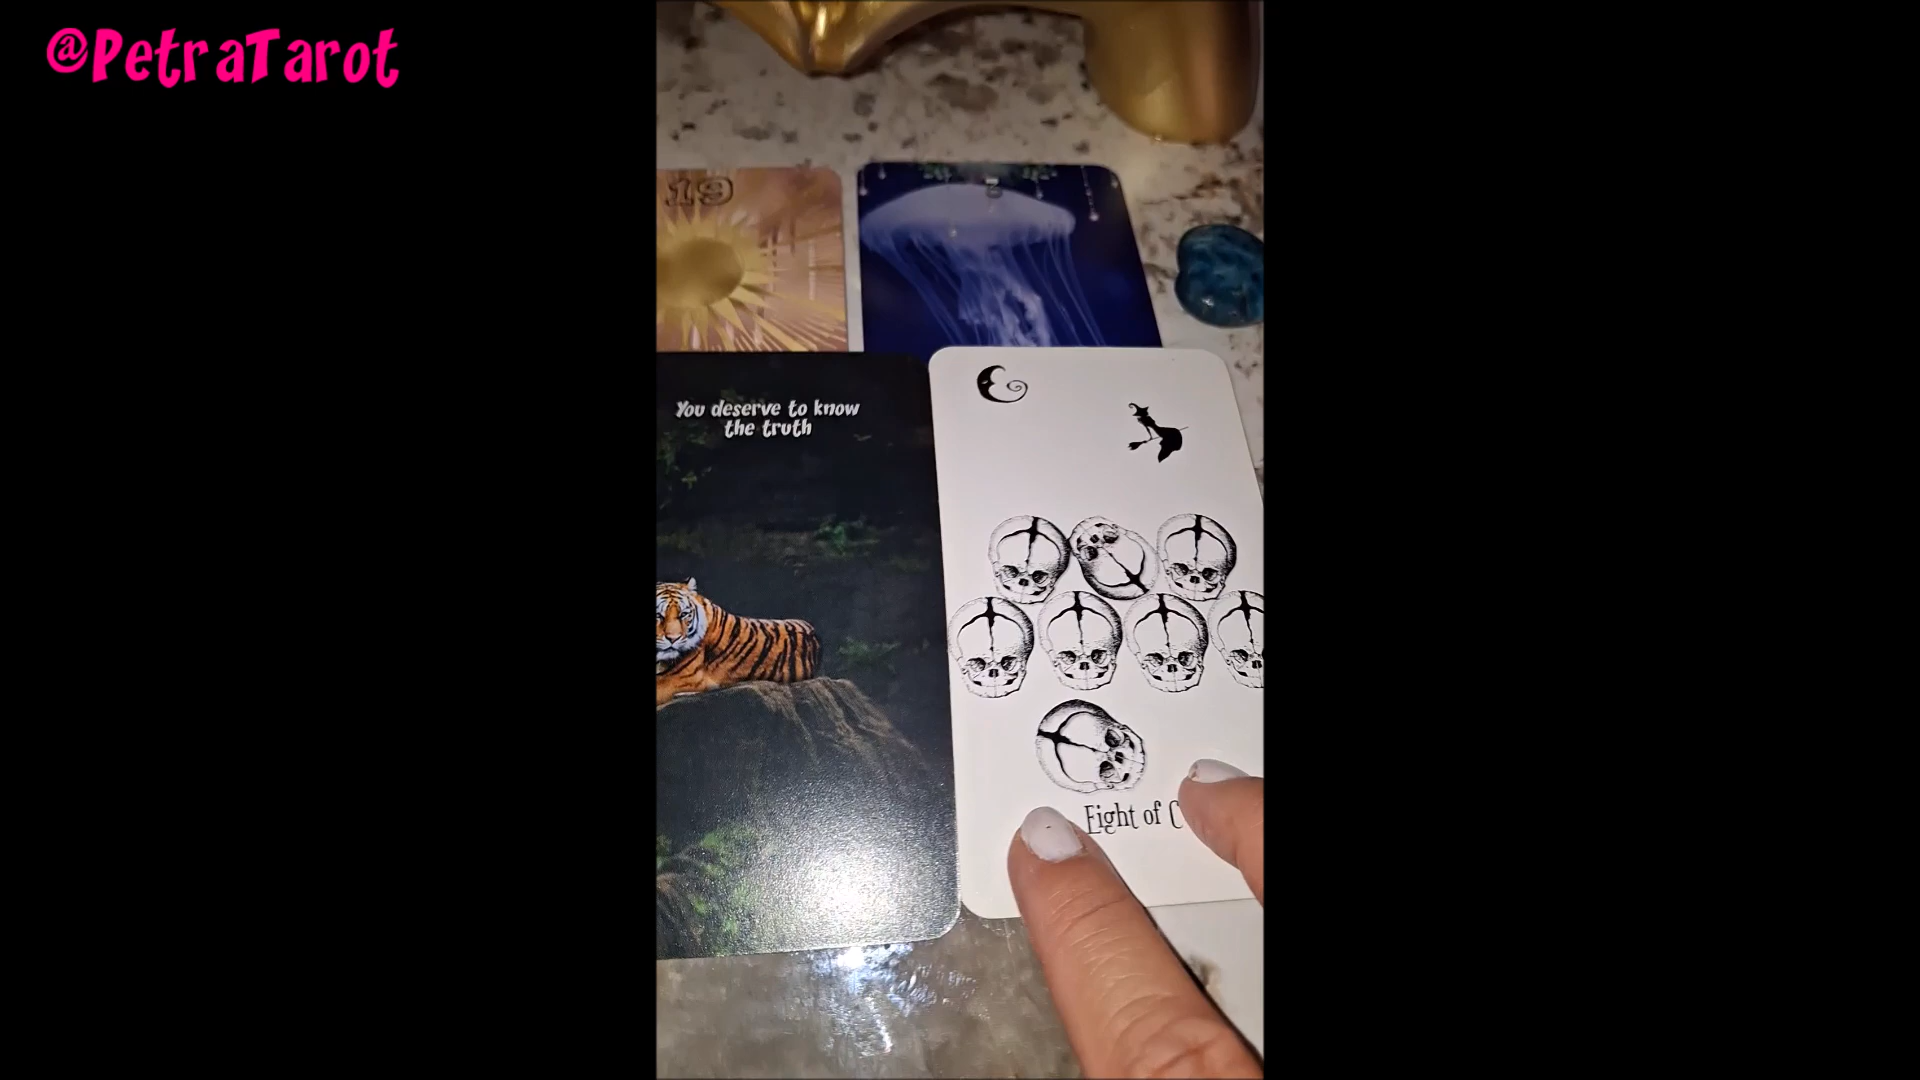 @PetraTarot
19
You deserve to know
the truth
Eight of C